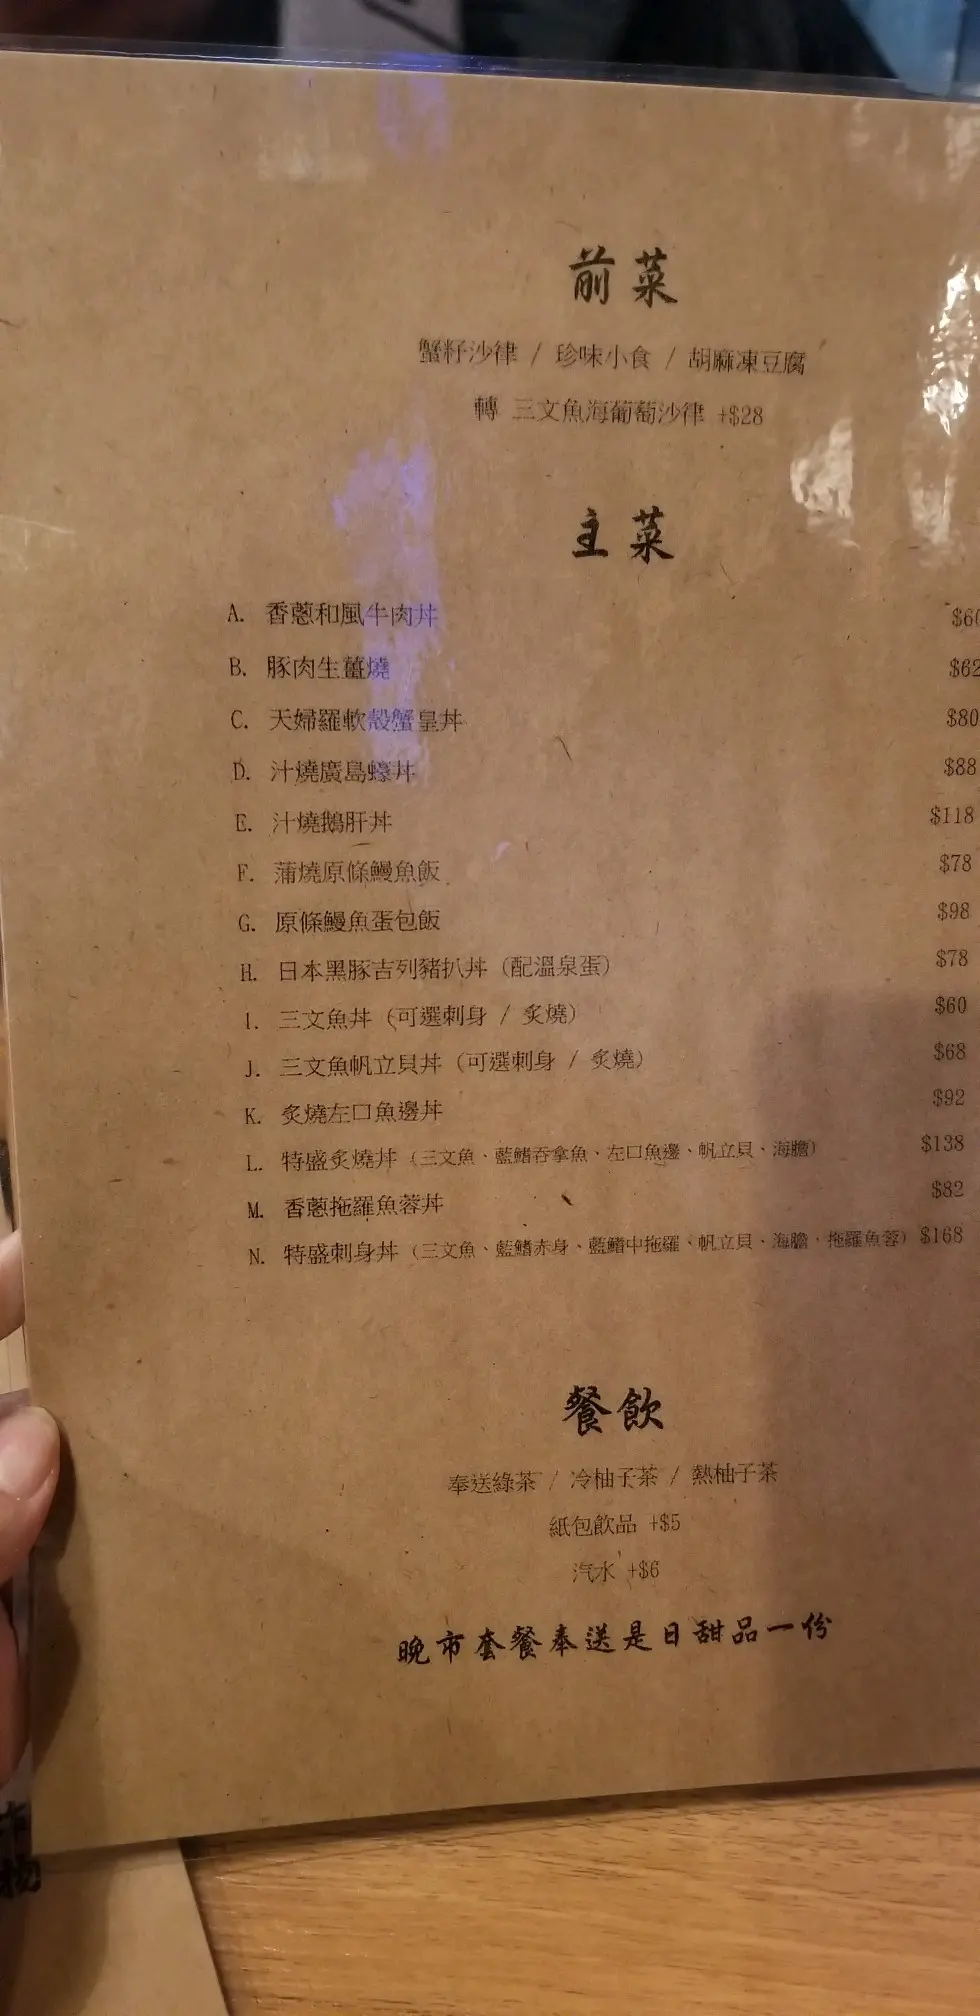 前菜
蟹籽沙律 / 珍味小食 / 胡麻凍豆腐
轉 三文魚海葡萄沙律 +$28
主菜
A. 香蔥和風牛肉丼 $60
B. 豚肉生薑燒 $62
C. 天婦羅軟殼蟹皇丼 $80
D. 汁燒廣島蠔丼 $88
E. 汁燒鵝肝丼 $118
F. 蒲燒原條鰻魚飯 $78
G. 原條鰻魚蛋包飯 $98
H. 日本黑豚吉列豬扒丼 (配溫泉蛋) $78
I. 三文魚丼 (可選刺身 / 炙燒) $60
J. 三文魚帆立貝丼 (可選刺身 / 炙燒) $68
K. 炙燒左口魚邊丼 $92
L. 特盛炙燒丼 (三文魚、藍鰭吞拿魚、左口魚邊、帆立貝、海膽) $138
M. 香蔥拖羅魚蓉丼 $82
N. 特盛刺身丼 (三文魚、藍鰭赤身、藍鰭中拖羅、帆立貝、海膽、拖羅魚蓉) $168
餐飲
奉送綠茶 / 冷柚子茶 / 熱柚子茶
紙包飲品 +$5
汽水 +$6
晚市套餐奉送是日甜品一份
物